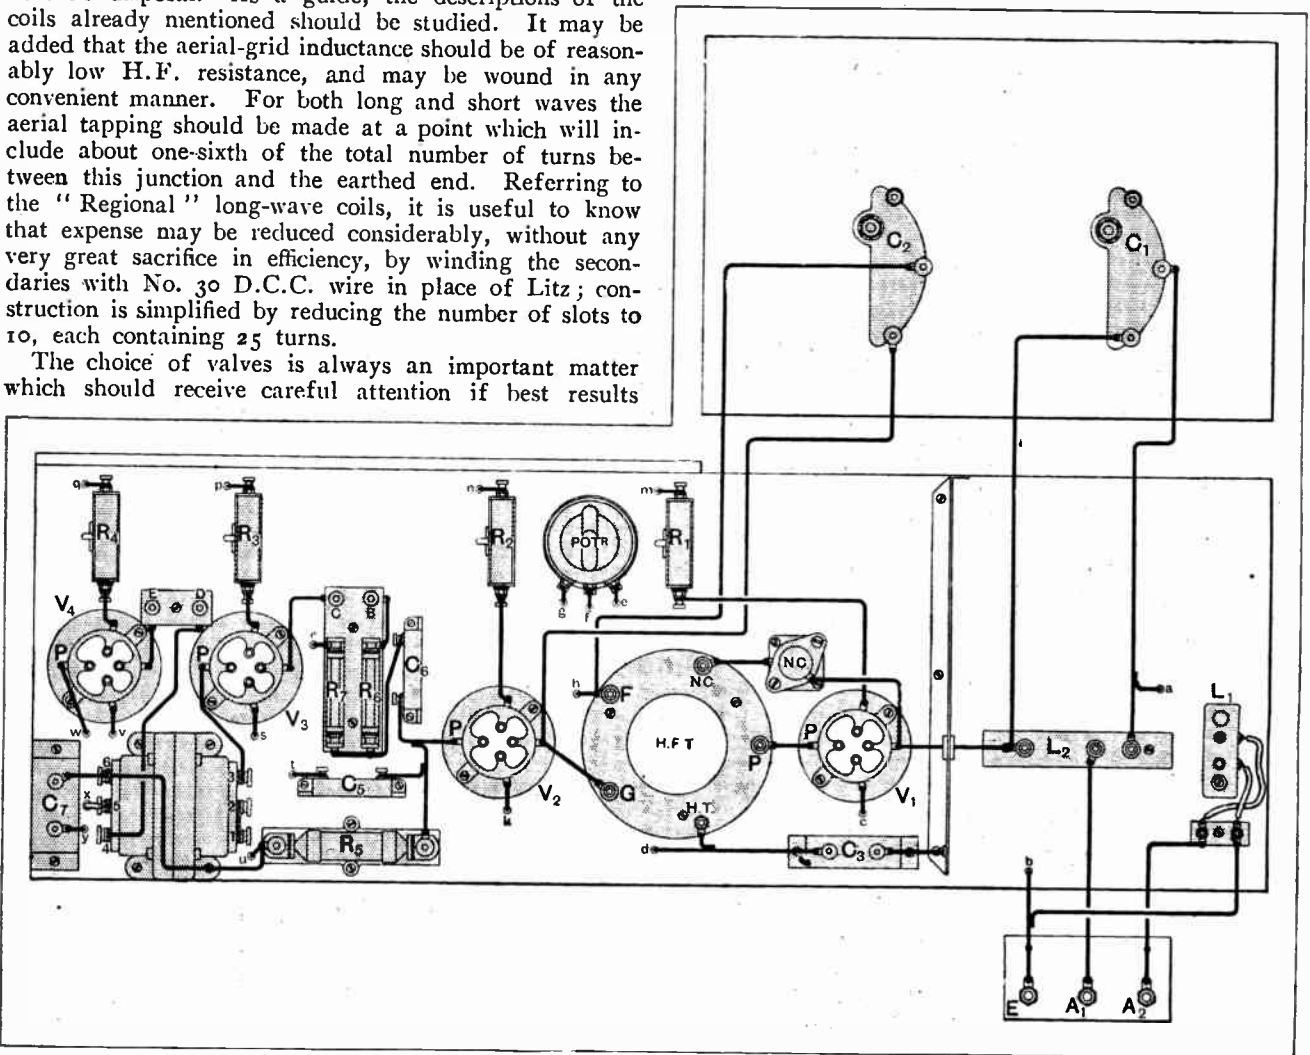 coils already mentioned should be studied. It may be
added that the aerial-grid inductance should be of reason-
ably low H.F. resistance, and may be wound in any
convenient manner. For both long and short waves the
aerial tapping should be made at a point which will in-
clude about one-sixth of the total number of turns be-
tween this junction and the earthed end. Referring to
the " Regional " long-wave coils, it is useful to know
that expense may be reduced considerably, without any
very great sacrifice in efficiency, by winding the secon-
daries with No. 30 D.C.C. wire in place of Litz ; con-
struction is simplified by reducing the number of slots to
10, each containing 25 turns.
The choice of valves is always an important matter
which should receive careful attention if best results
C2
C1
q
p
n
m
R4
R3
R2
POTR
R1
g
f
e
V4
E
D
C
B
r
C6
P
P
R7
V3
w
v
s
h
F
NC
NC
H.F T
P
P
G
H.T
V2
V1
c
k
L2
a
L1
C7
6
x
5
y
4
3
2
1
t
C5
u
R5
d
C3
b
E
A1
A2
P